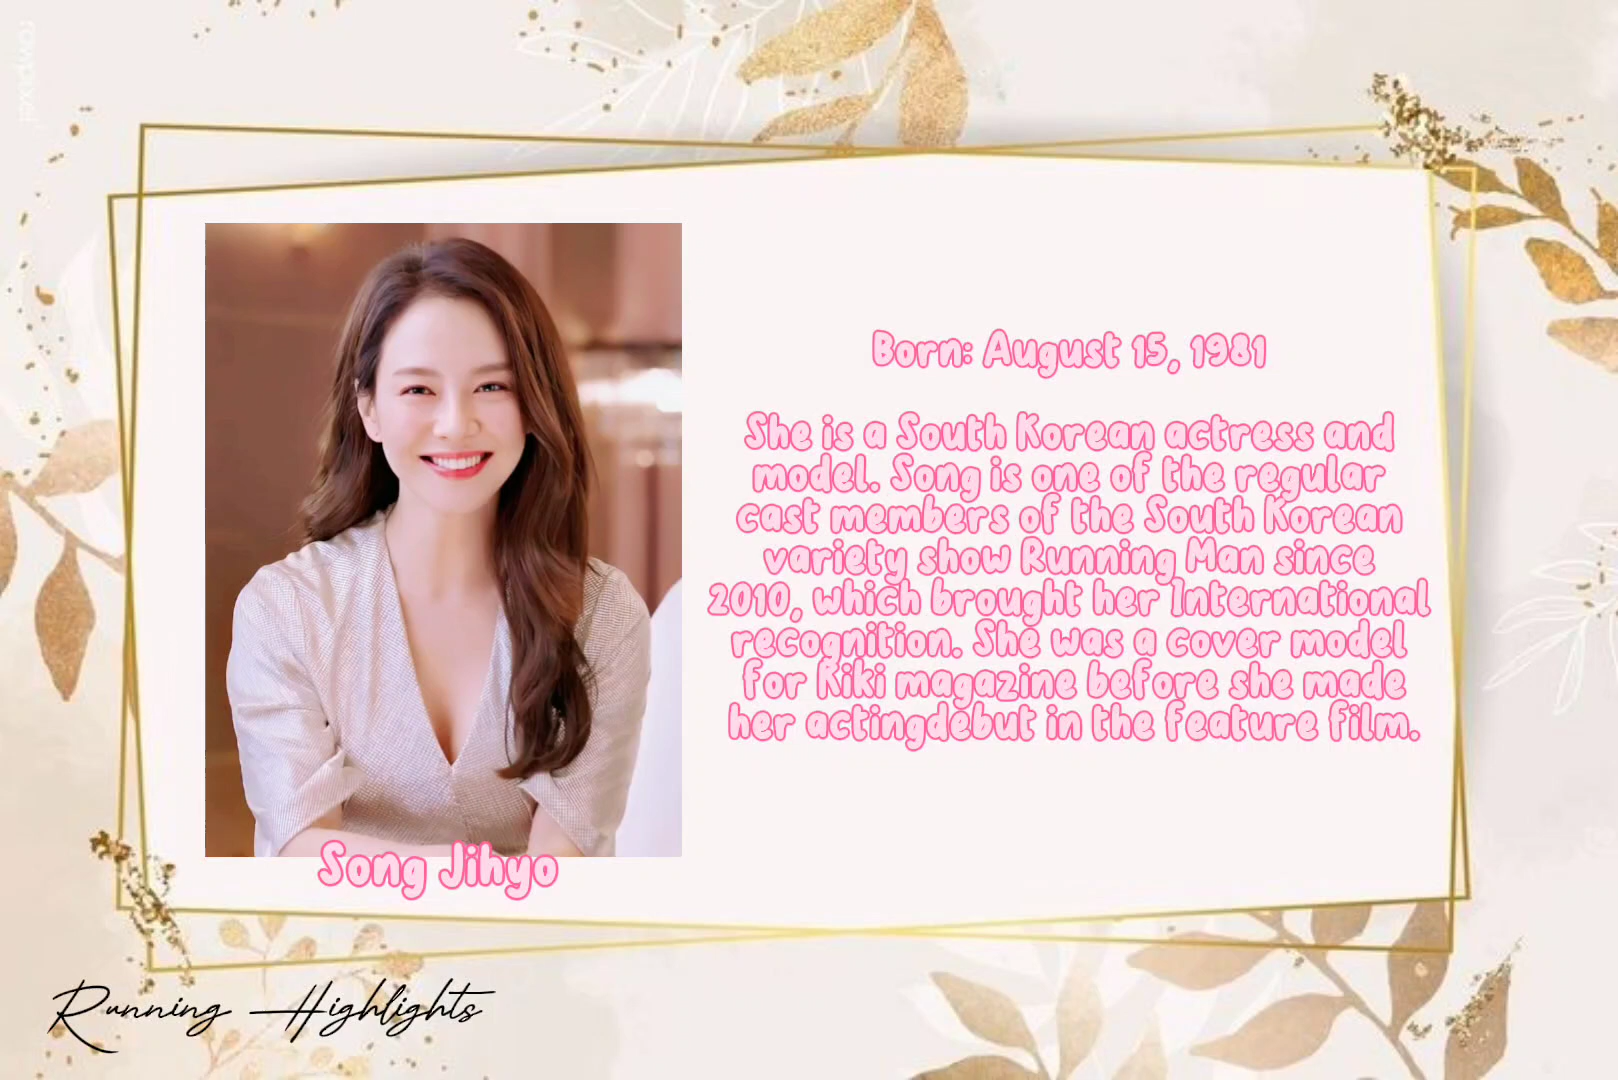 Born: August 15, 1981
She is a South Korean actress and
model. Song is one of the regular
cast members of the South Korean
variety show Running Man since
2010, which brought her International
recognition. She was a cover model
for Kiki magazine before she made
her actingdebut in the feature film.
Song Jihyo
Running Highlights